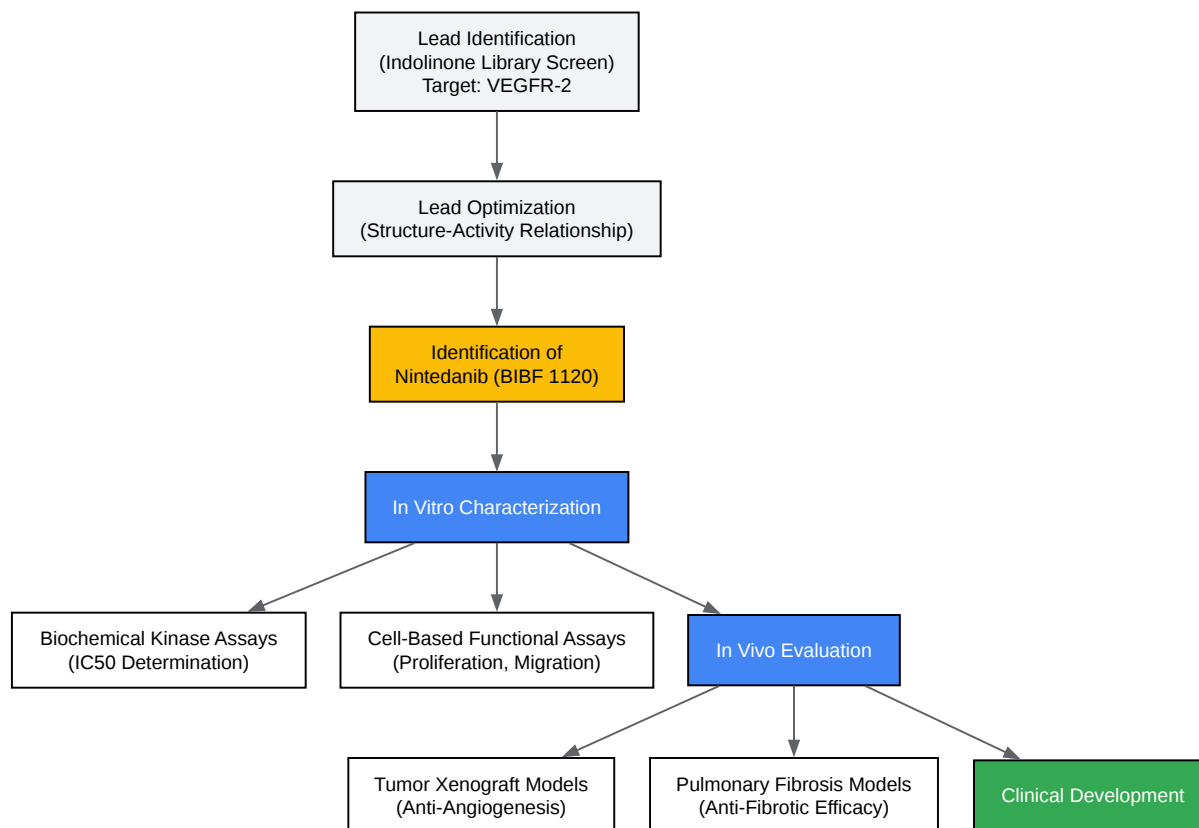 Lead Identification
(Indolinone Library Screen)
Target: VEGFR-2
Lead Optimization
(Structure-Activity Relationship)
Identification of
Nintedanib (BIBF 1120)
In Vitro Characterization
Biochemical Kinase Assays
(IC50 Determination)
Cell-Based Functional Assays
(Proliferation, Migration)
In Vivo Evaluation
Tumor Xenograft Models
(Anti-Angiogenesis)
Pulmonary Fibrosis Models
(Anti-Fibrotic Efficacy)
Clinical Development